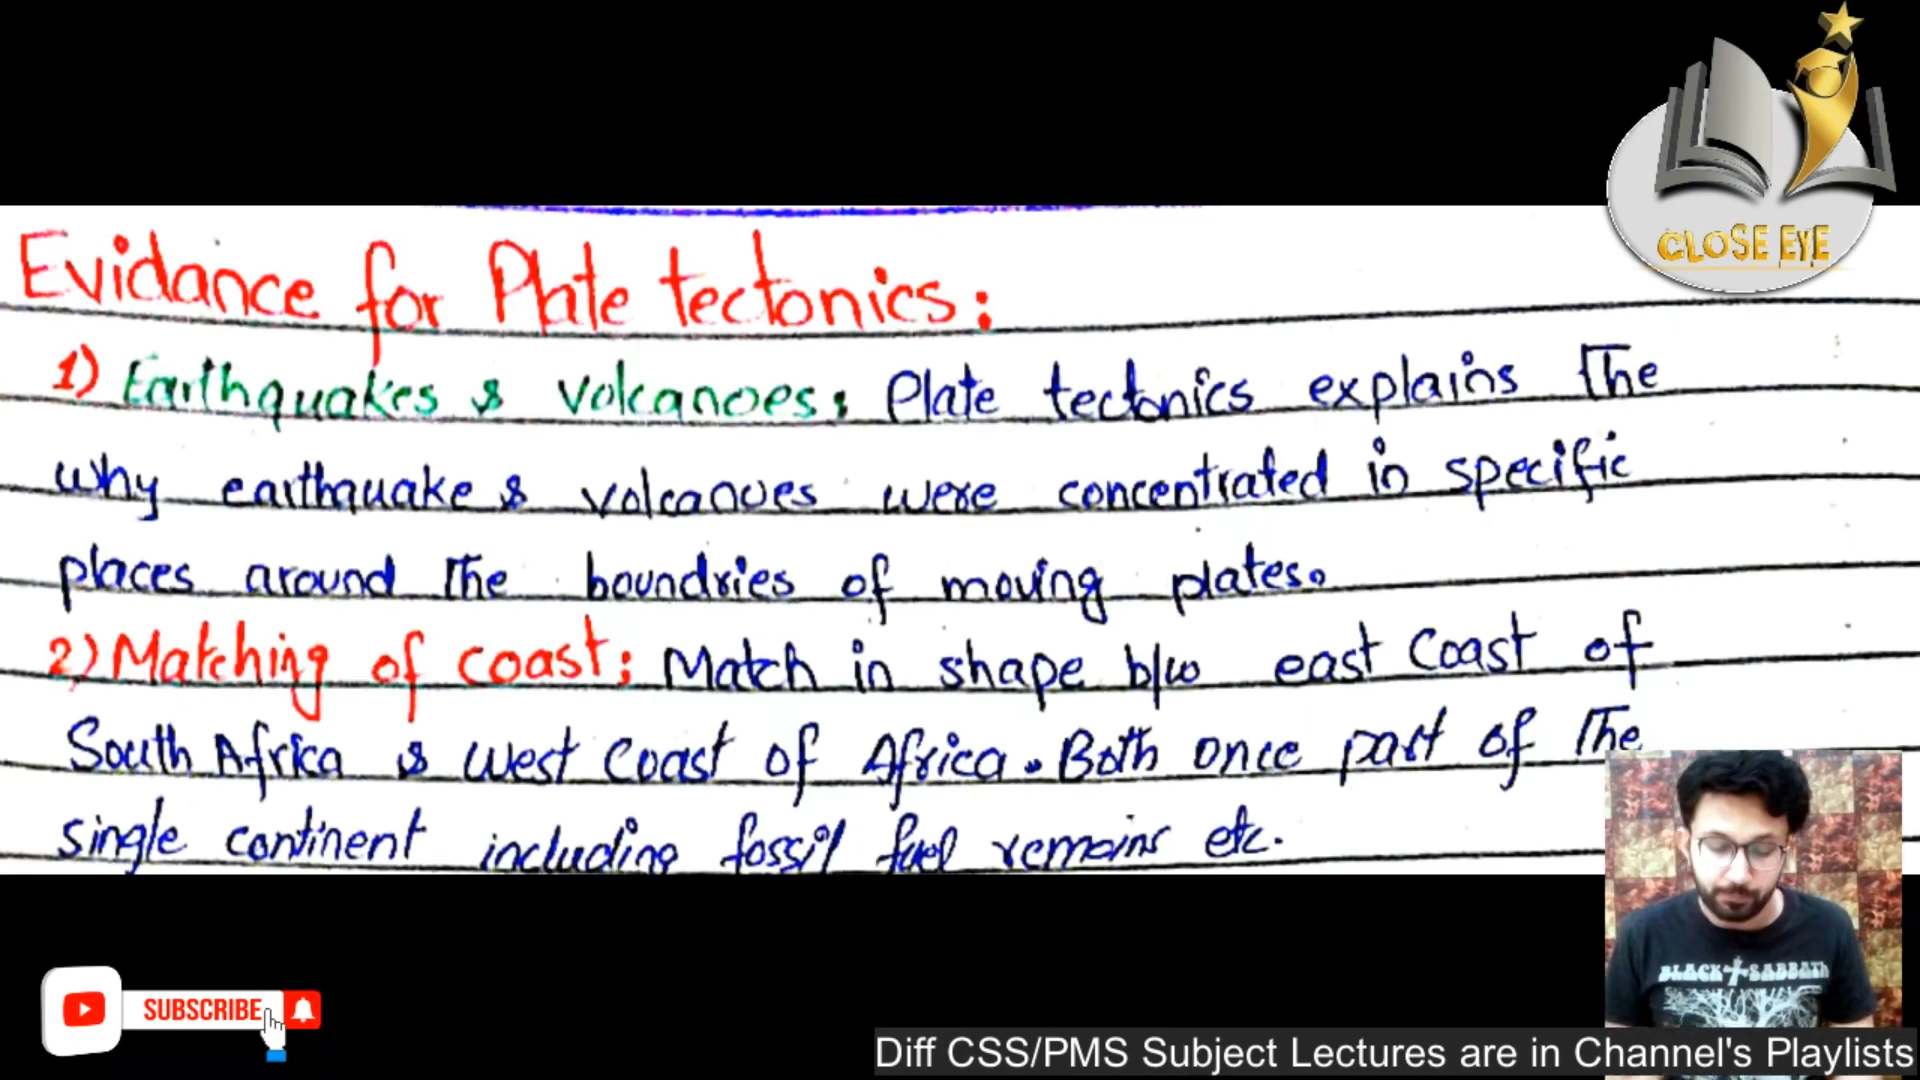 CLOSE EYE
Evidance for Plate tectonics:
1) Earthquakes & volcanoes: Plate tectonics explains The
why earthquake & volcanoes were concentrated in specific
places around The boundries of moving plates.
2) Matching of coast: Match in shape b/w east Coast of
South Africa & West Coast of Africa. Both once part of The
single continent including fossil fuel remains etc.
BLACK SABBATH
SUBSCRIBE
Diff CSS/PMS Subject Lectures are in Channel's Playlists